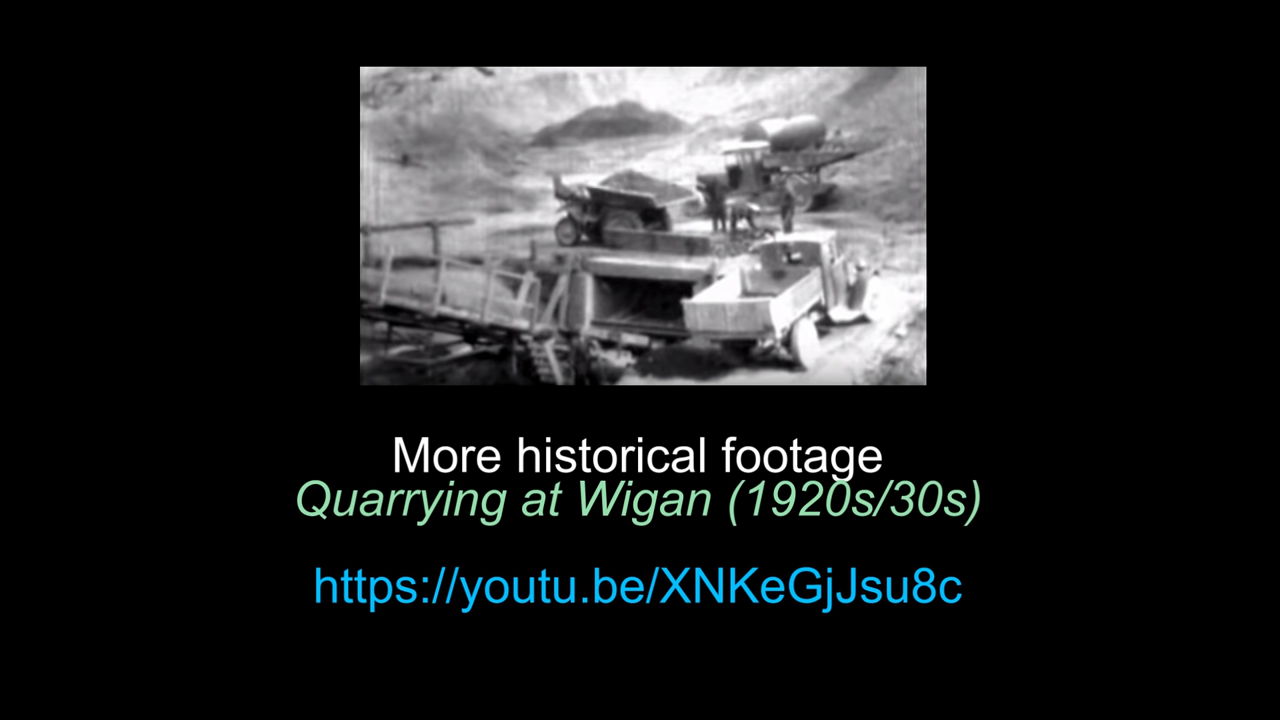 More historical footage
Quarrying at Wigan (1920s/30s)
https://youtu.be/XNKeGjJsu8c